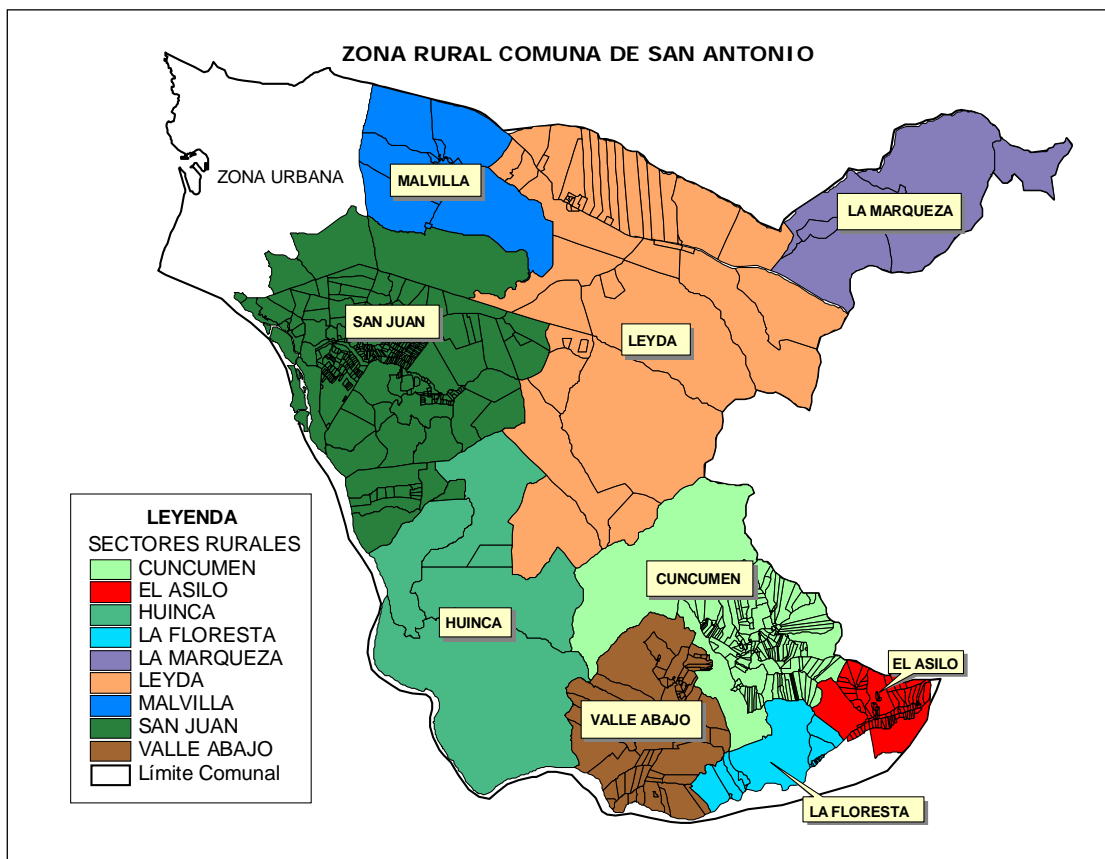 ZONA RURAL COMUNA DE SAN ANTONIO
ZONA URBANA
MALVILLA
LA MARQUEZA
SAN JUAN
LEYDA
CUNCUMEN
HUINCA
EL ASILO
VALLE ABAJO
LA FLORESTA
LEYENDA
SECTORES RURALES
CUNCUMEN
EL ASILO
HUINCA
LA FLORESTA
LA MARQUEZA
LEYDA
MALVILLA
SAN JUAN
VALLE ABAJO
Límite Comunal